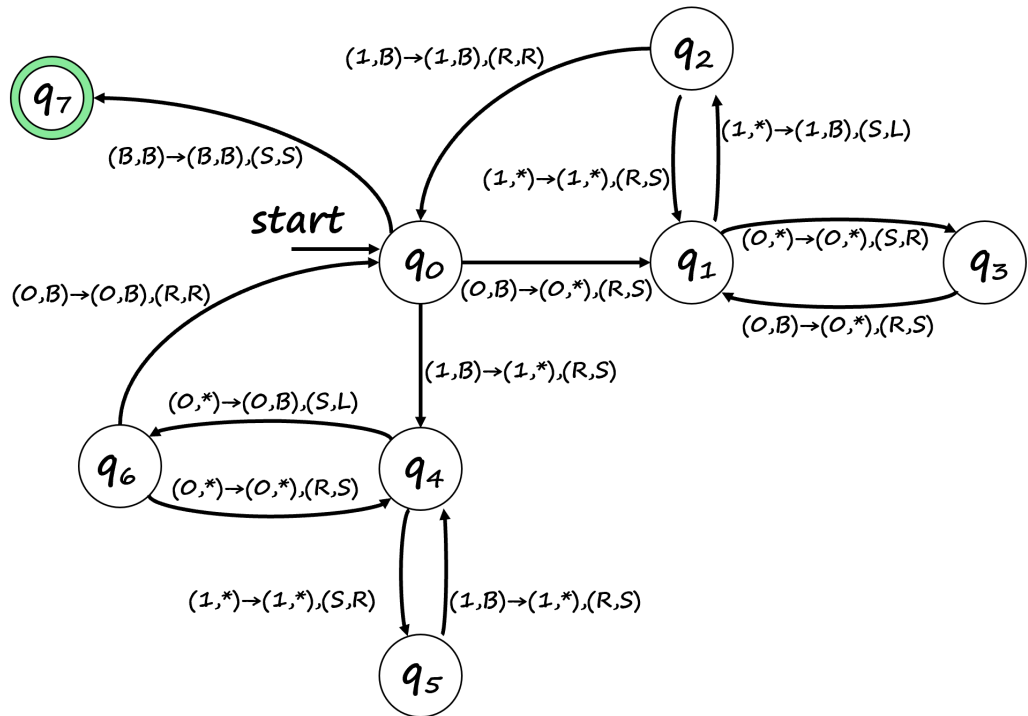 q2
(1,B)→(1,B),(R,R)
q7
(1,*)→(1,B),(S,L)
(B,B)→(B,B),(S,S)
(1,*)→(1,*),(R,S)
start
(0,*)→(0,*),(S,R)
q0
q1
q3
(0,B)→(0,B),(R,R)
(0,B)→(0,*),(R,S)
(0,B)→(0,*),(R,S)
(1,B)→(1,*),(R,S)
(0,*)→(0,B),(S,L)
q6
q4
(0,*)→(0,*),(R,S)
(1,*)→(1,*),(S,R)
(1,B)→(1,*),(R,S)
q5